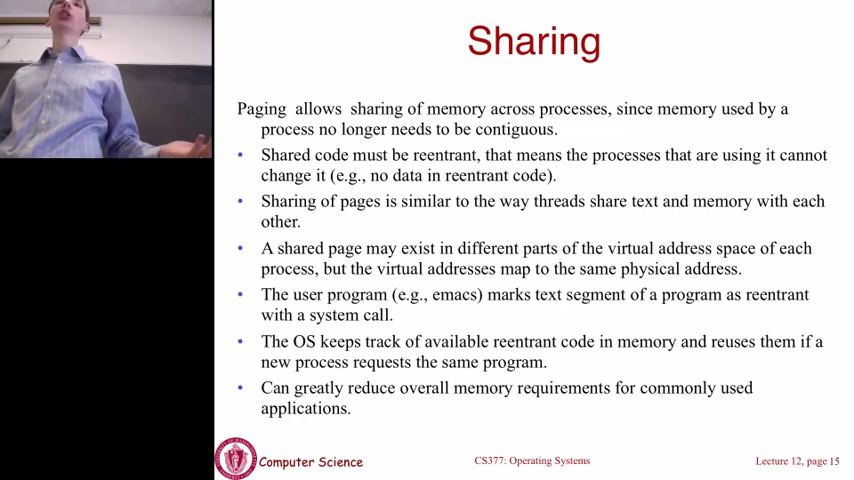 Sharing
Paging allows sharing of memory across processes, since memory used by a
process no longer needs to be contiguous.
• Shared code must be reentrant, that means the processes that are using it cannot
change it (e.g., no data in reentrant code).
• Sharing of pages is similar to the way threads share text and memory with each
other.
• A shared page may exist in different parts of the virtual address space of each
process, but the virtual addresses map to the same physical address.
• The user program (e.g., emacs) marks text segment of a program as reentrant
with a system call.
• The OS keeps track of available reentrant code in memory and reuses them if a
new process requests the same program.
• Can greatly reduce overall memory requirements for commonly used
applications.
Computer Science
CS377: Operating Systems
Lecture 12, page 15